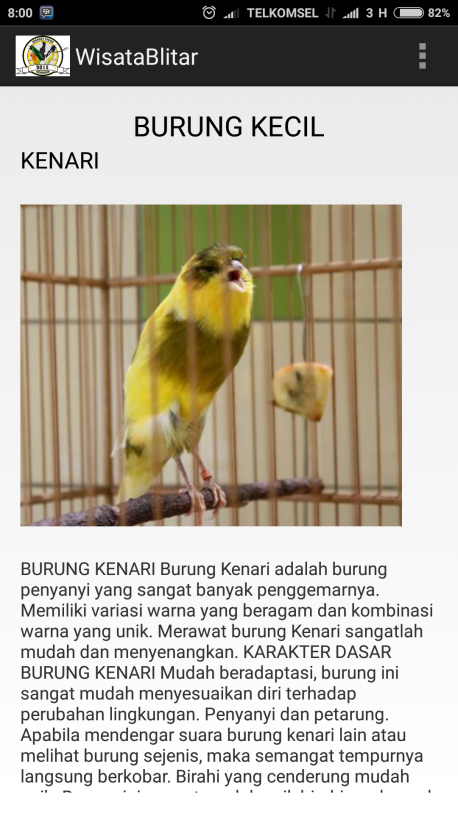 8:00 TELKOMSEL 3 H 82%
WisataBlitar
BURUNG KECIL
KENARI
BURUNG KENARI Burung Kenari adalah burung
penyanyi yang sangat banyak penggemarnya.
Memiliki variasi warna yang beragam dan kombinasi
warna yang unik. Merawat burung Kenari sangatlah
mudah dan menyenangkan. KARAKTER DASAR
BURUNG KENARI Mudah beradaptasi, burung ini
sangat mudah menyesuaikan diri terhadap
perubahan lingkungan. Penyanyi dan petarung.
Apabila mendengar suara burung kenari lain atau
melihat burung sejenis, maka semangat tempurnya
langsung berkobar. Birahi yang cenderung mudah